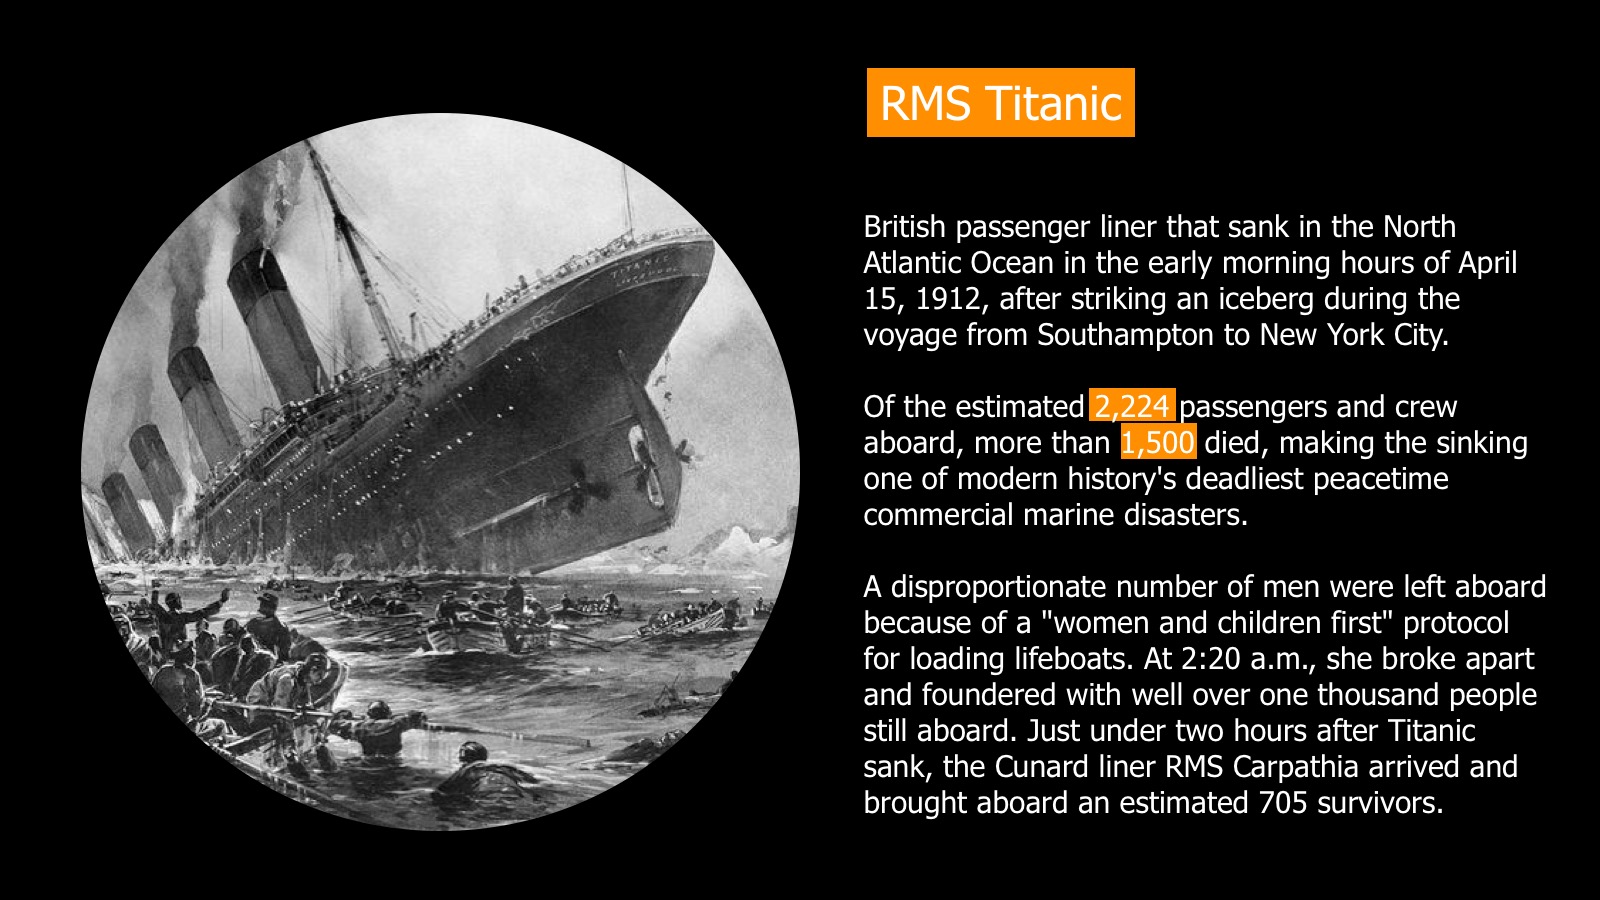 RMS Titanic
British passenger liner that sank in the North
Atlantic Ocean in the early morning hours of April
15, 1912, after striking an iceberg during the
voyage from Southampton to New York City.
Of the estimated 2,224 passengers and crew
aboard, more than 1,500 died, making the sinking
one of modern history's deadliest peacetime
commercial marine disasters.
A disproportionate number of men were left aboard
because of a "women and children first" protocol
for loading lifeboats. At 2:20 a.m., she broke apart
and foundered with well over one thousand people
still aboard. Just under two hours after Titanic
sank, the Cunard liner RMS Carpathia arrived and
brought aboard an estimated 705 survivors.
TITANIC
LIVERPOOL